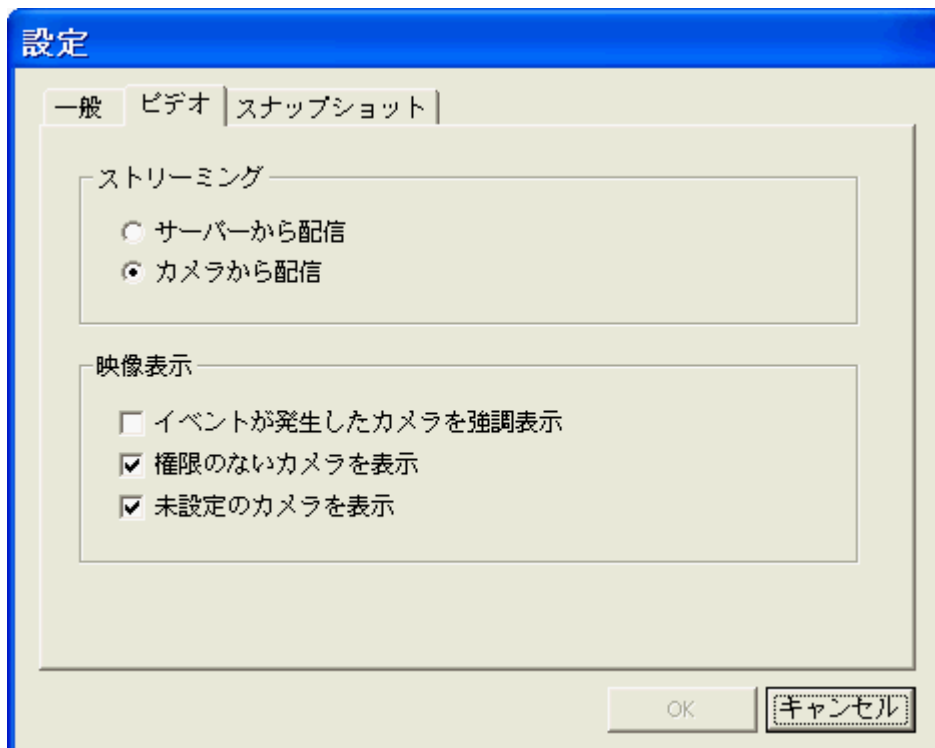 設定
一般 ビデオ スナップショット
ストリーミング
サーバーから配信
カメラから配信
映像表示
イベントが発生したカメラを強調表示
権限のないカメラを表示
未設定のカメラを表示
OK キャンセル